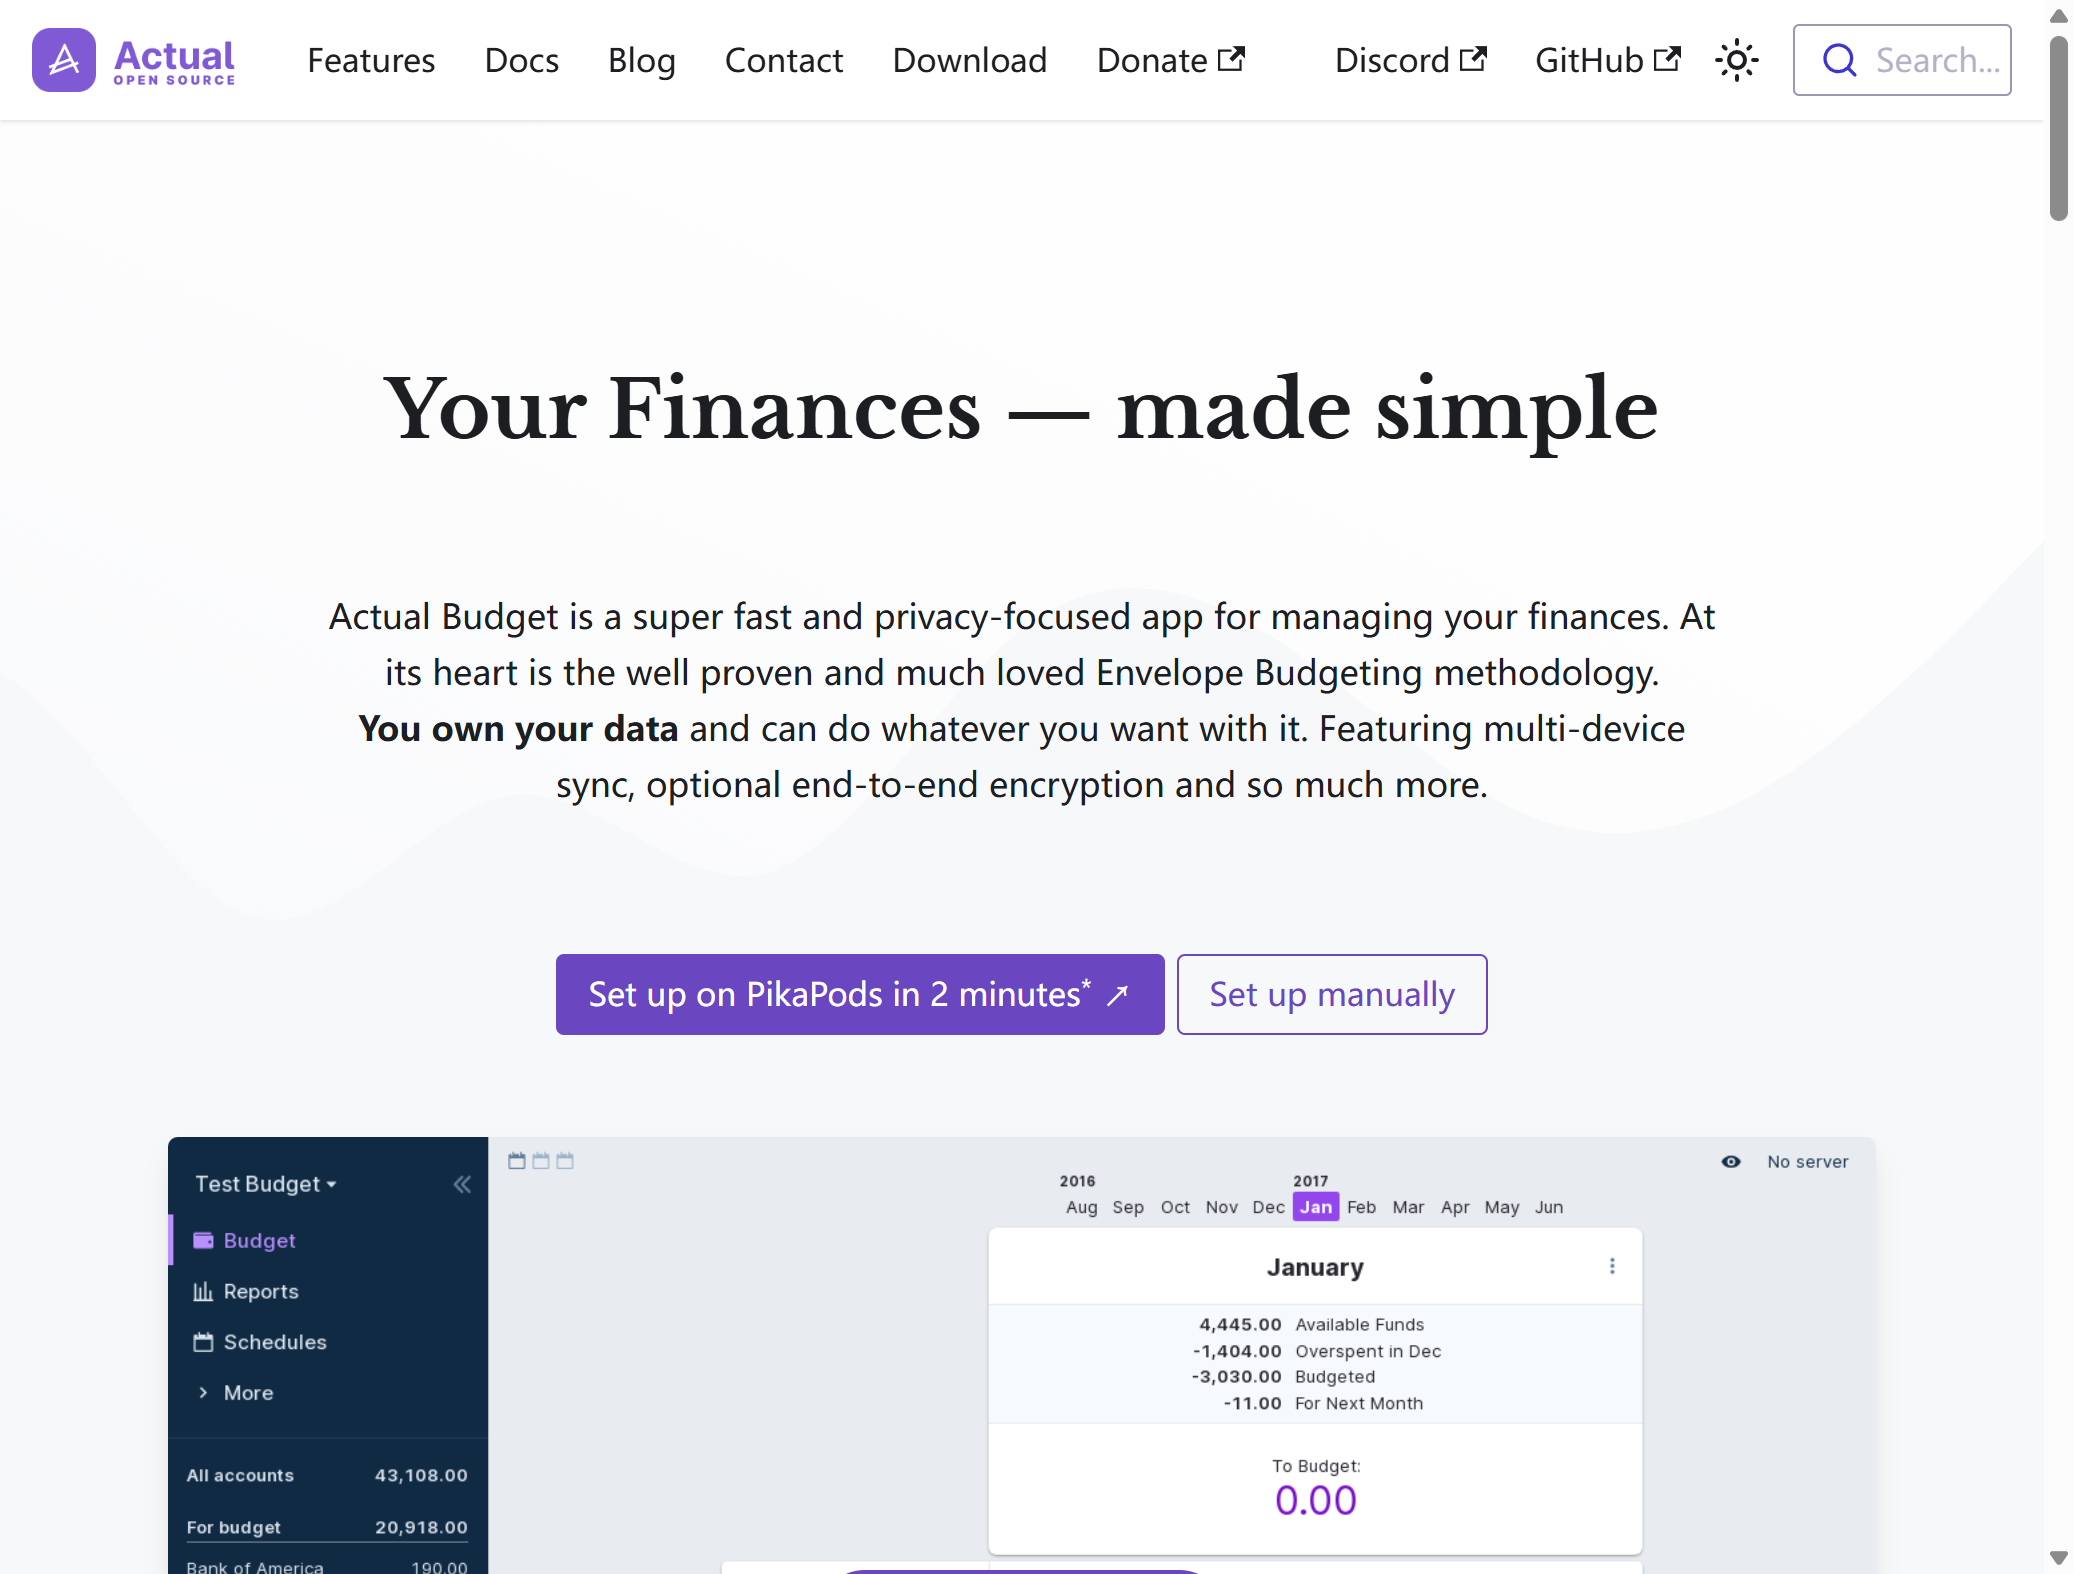 Actual
OPEN SOURCE
Features
Docs
Blog
Contact
Download
Donate
Discord
GitHub
Search...
Your Finances — made simple
Actual Budget is a super fast and privacy-focused app for managing your finances. At
its heart is the well proven and much loved Envelope Budgeting methodology.
You own your data and can do whatever you want with it. Featuring multi-device
sync, optional end-to-end encryption and so much more.
Set up on PikaPods in 2 minutes* ↗
Set up manually
Test Budget
Budget
Reports
Schedules
More
All accounts 43,108.00
For budget 20,918.00
Bank of America 190.00
No server
2016 2017
Aug Sep Oct Nov Dec Jan Feb Mar Apr May Jun
January
4,445.00 Available Funds
-1,404.00 Overspent in Dec
-3,030.00 Budgeted
-11.00 For Next Month
To Budget:
0.00